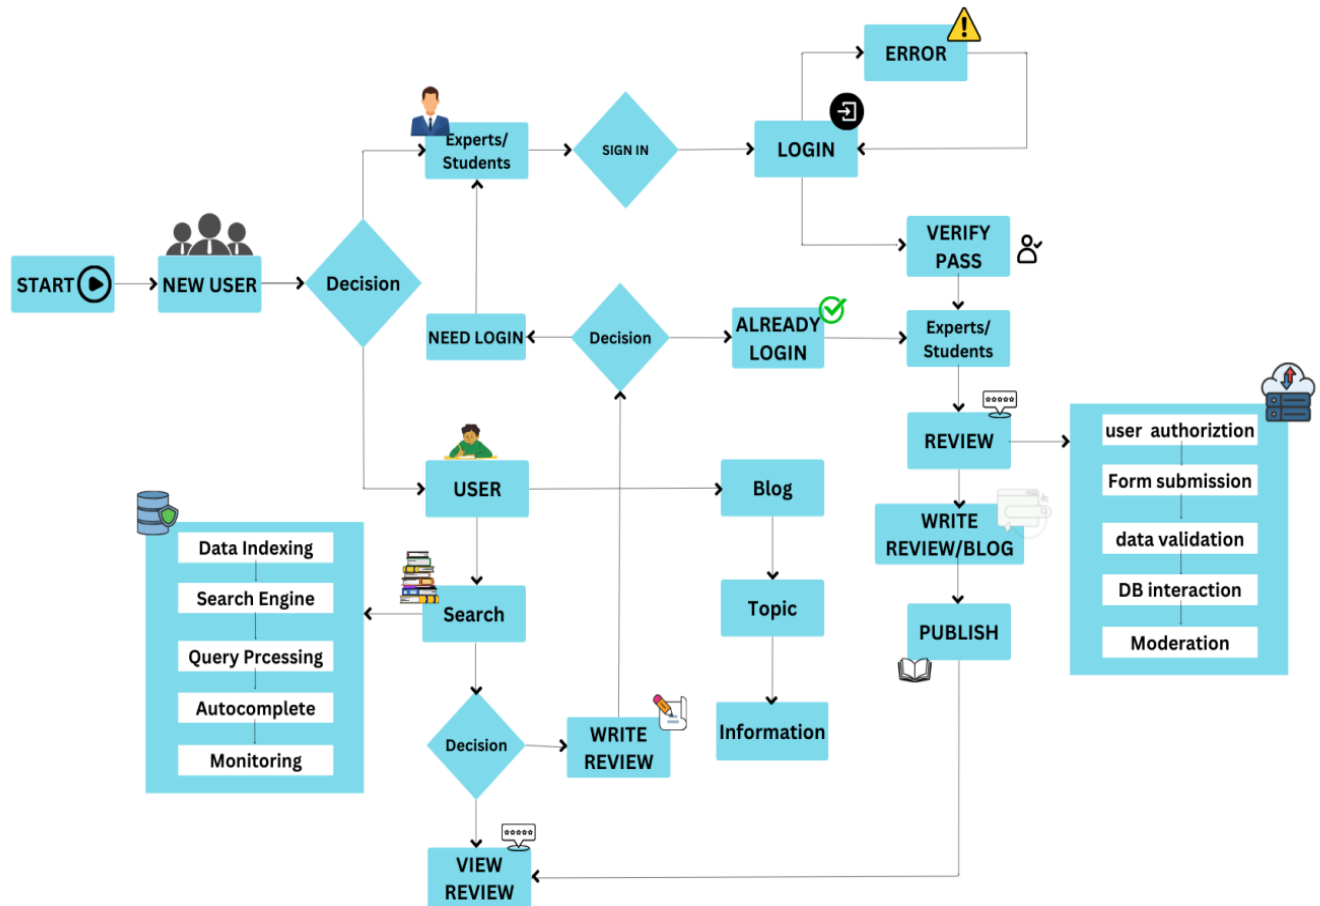 ERROR
Experts/
Students
SIGN IN
LOGIN
VERIFY
PASS
START
NEW USER
Decision
NEED LOGIN
Decision
ALREADY
LOGIN
Experts/
Students
REVIEW
user authoriztion
Form submission
data validation
DB interaction
Moderation
USER
Blog
WRITE
REVIEW/BLOG
Data Indexing
Search Engine
Query Prcessing
Autocomplete
Monitoring
Search
Topic
PUBLISH
Decision
WRITE
REVIEW
Information
VIEW
REVIEW